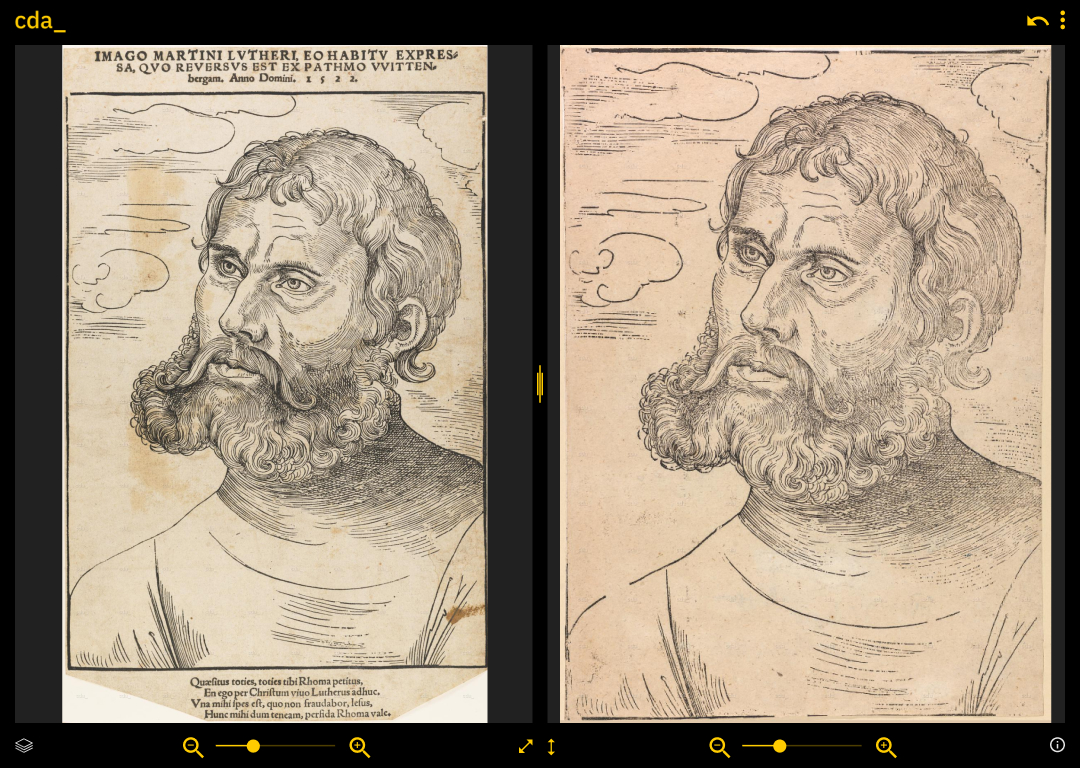 cda_
IMAGO MARTINI LVTHERI, EO HABITV EXPRES⸗
SA, QVO REVERSVS EST EX PATHMO VVITTEN⸗
bergam. Anno Domini. 1 5 2 2.
Quæsitus toties, toties tibi Rhoma petitus,
En ego per Christum viuo Lutherus adhuc.
Vna mihi spes est, quo non fraudabor, Iesus,
Hunc mihi dum teneam, perfida Rhoma vale.